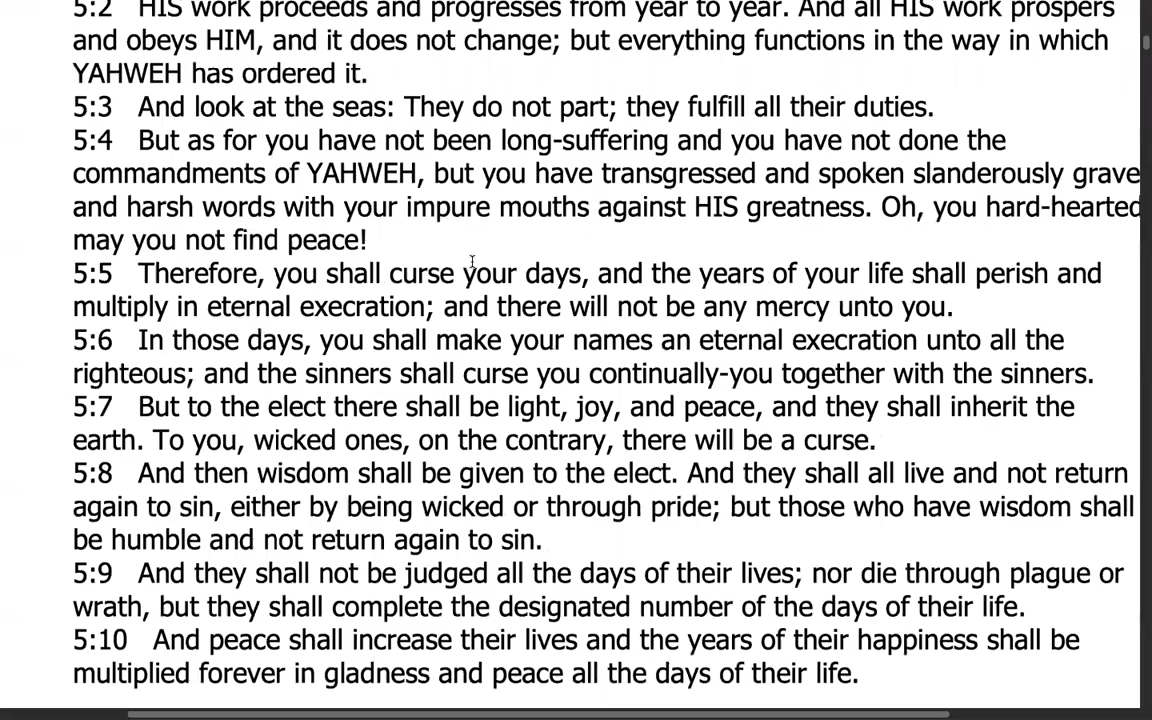 5:2 HIS work proceeds and progresses from year to year. And all HIS work prospers
and obeys HIM, and it does not change; but everything functions in the way in which
YAHWEH has ordered it.
5:3 And look at the seas: They do not part; they fulfill all their duties.
5:4 But as for you have not been long-suffering and you have not done the
commandments of YAHWEH, but you have transgressed and spoken slanderously grave
and harsh words with your impure mouths against HIS greatness. Oh, you hard-hearted
may you not find peace!
5:5 Therefore, you shall curse your days, and the years of your life shall perish and
multiply in eternal execration; and there will not be any mercy unto you.
5:6 In those days, you shall make your names an eternal execration unto all the
righteous; and the sinners shall curse you continually-you together with the sinners.
5:7 But to the elect there shall be light, joy, and peace, and they shall inherit the
earth. To you, wicked ones, on the contrary, there will be a curse.
5:8 And then wisdom shall be given to the elect. And they shall all live and not return
again to sin, either by being wicked or through pride; but those who have wisdom shall
be humble and not return again to sin.
5:9 And they shall not be judged all the days of their lives; nor die through plague or
wrath, but they shall complete the designated number of the days of their life.
5:10 And peace shall increase their lives and the years of their happiness shall be
multiplied forever in gladness and peace all the days of their life.